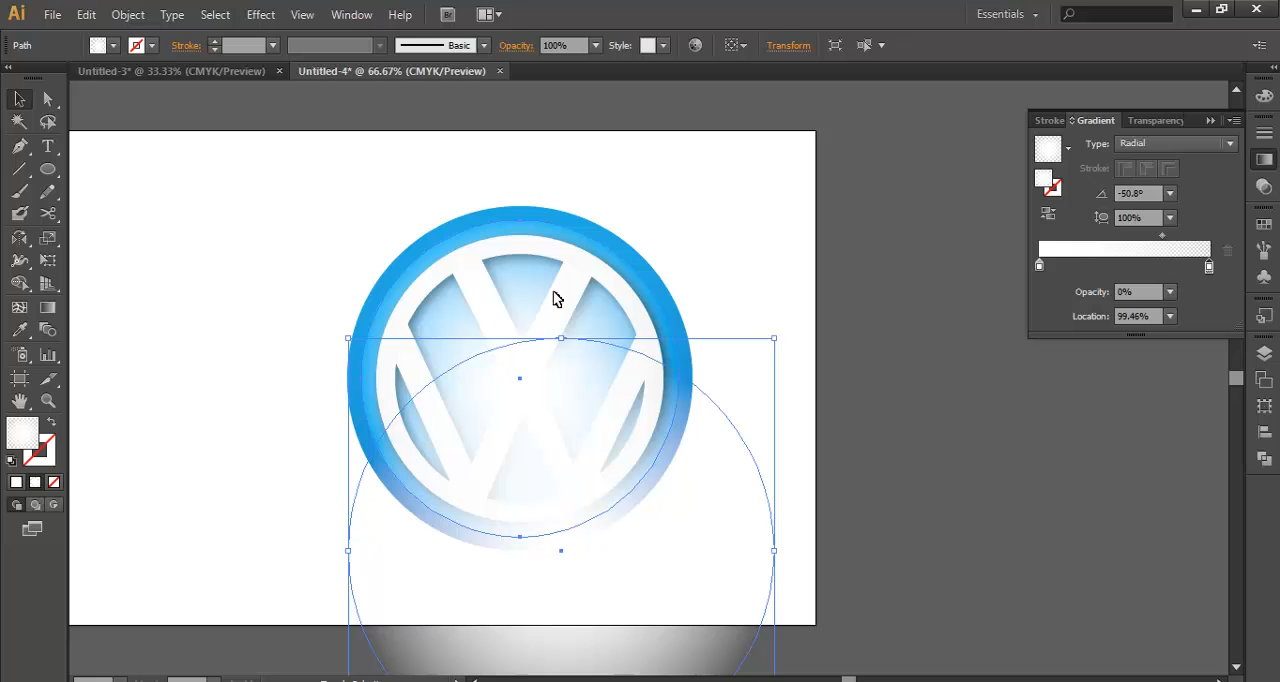 Ai File Edit Object Type Select Effect View Window Help Br Essentials
Path Stroke: Basic Opacity: 100% Style: Transform
Untitled-3* @ 33.33% (CMYK/Preview) × Untitled-4* @ 66.67% (CMYK/Preview) ×
Stroke Gradient Transparency
Type: Radial
Stroke:
-50.8°
100%
Opacity: 0%
Location: 99.46%